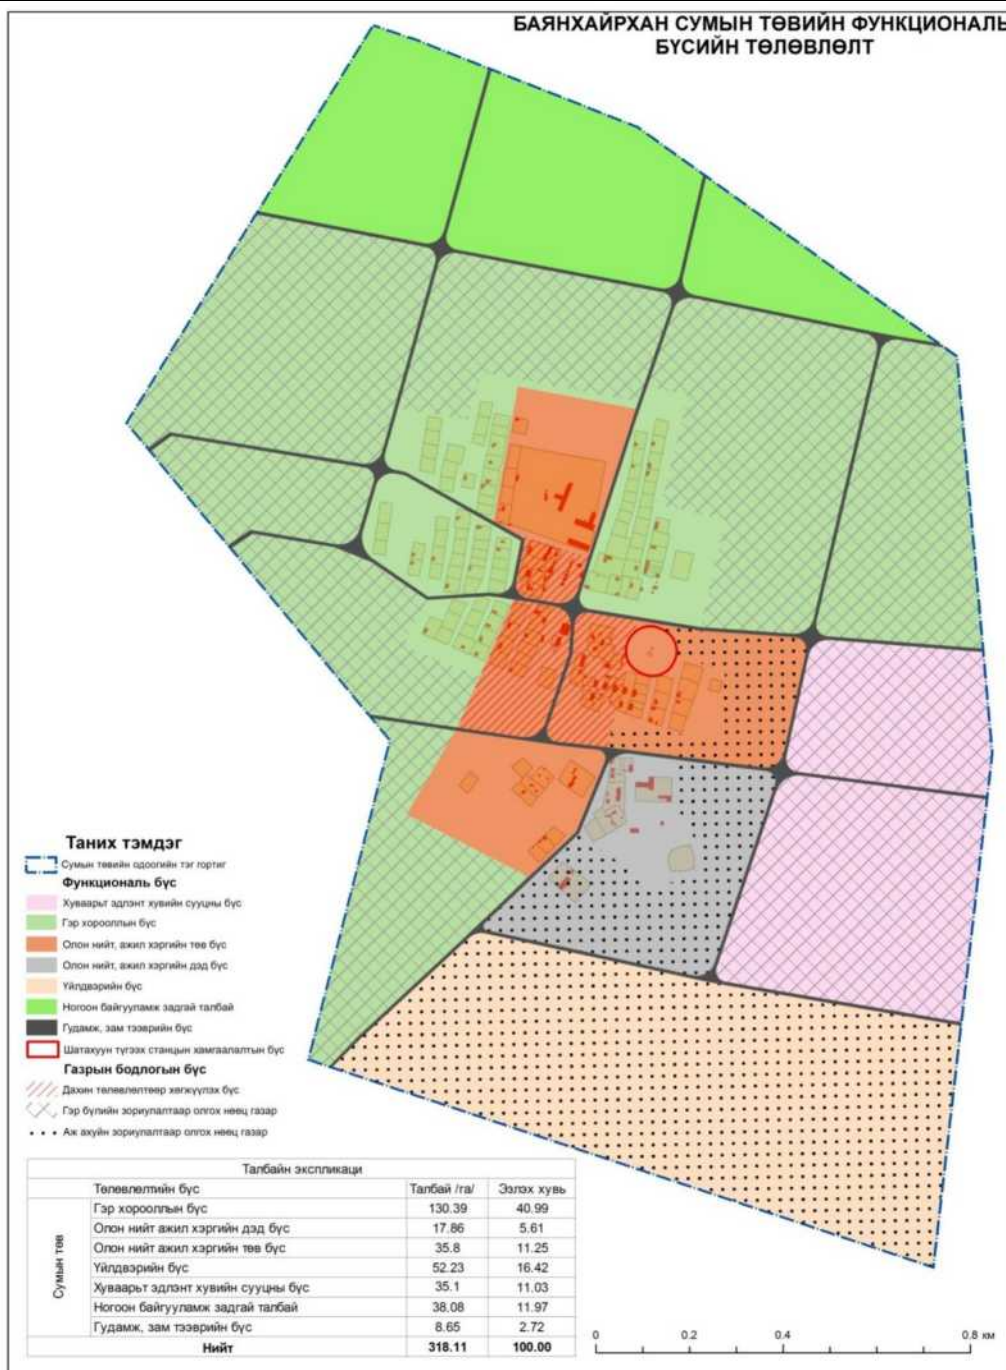 БАЯНХАЙРХАН СУМЫН ТӨВИЙН ФУНКЦИОНАЛЬ
БҮСИЙН ТӨЛӨВЛӨЛТ
Таних тэмдэг
Сумын төвийн одоогийн тэг гортиг
Функциональ бүс
Хуваарьт эдлэнт хувийн сууцны бүс
Гэр хорооллын бүс
Олон нийт, ажил хэргийн төв бүс
Олон нийт, ажил хэргийн дэд бүс
Үйлдвэрийн бүс
Ногоон байгууламж задгай талбай
Гудамж, зам тээврийн бүс
Шатахуун түгээх станцын хамгаалалтын бүс
Газрын бодлогын бүс
Дахин төлөвлөлтөөр хөгжүүлэх бүс
Гэр бүлийн зориулалтаар олгох нөөц газар
Аж ахуйн зориулалтаар олгох нөөц газар
Талбайн экспликаци
Төлөвлөлтийн бүс Талбай /га/ Эзлэх хувь
Сумын төв
Гэр хорооллын бүс 130.39 40.99
Олон нийт ажил хэргийн дэд бүс 17.86 5.61
Олон нийт ажил хэргийн төв бүс 35.8 11.25
Үйлдвэрийн бүс 52.23 16.42
Хуваарьт эдлэнт хувийн сууцны бүс 35.1 11.03
Ногоон байгууламж задгай талбай 38.08 11.97
Гудамж, зам тээврийн бүс 8.65 2.72
Нийт 318.11 100.00
0 0.2 0.4 0.8 км